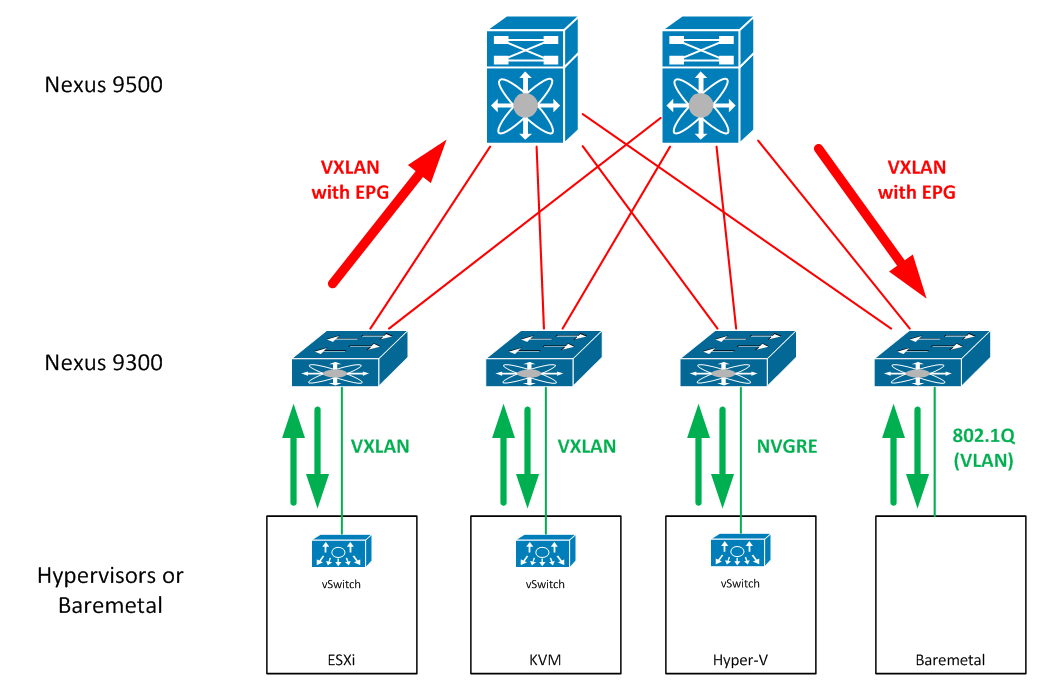 Nexus 9500
VXLAN
with EPG
VXLAN
with EPG
Nexus 9300
VXLAN
VXLAN
NVGRE
802.1Q
(VLAN)
Hypervisors or
Baremetal
vSwitch
vSwitch
vSwitch
ESXi
KVM
Hyper-V
Baremetal